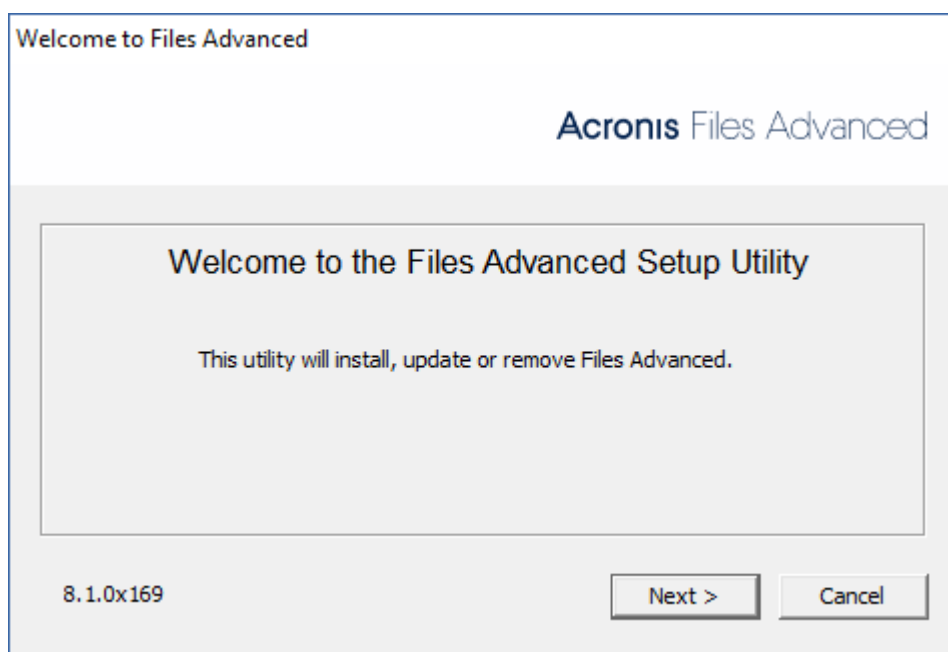 Welcome to Files Advanced
Acronis Files Advanced
Welcome to the Files Advanced Setup Utility
This utility will install, update or remove Files Advanced.
8.1.0x169
Next >
Cancel